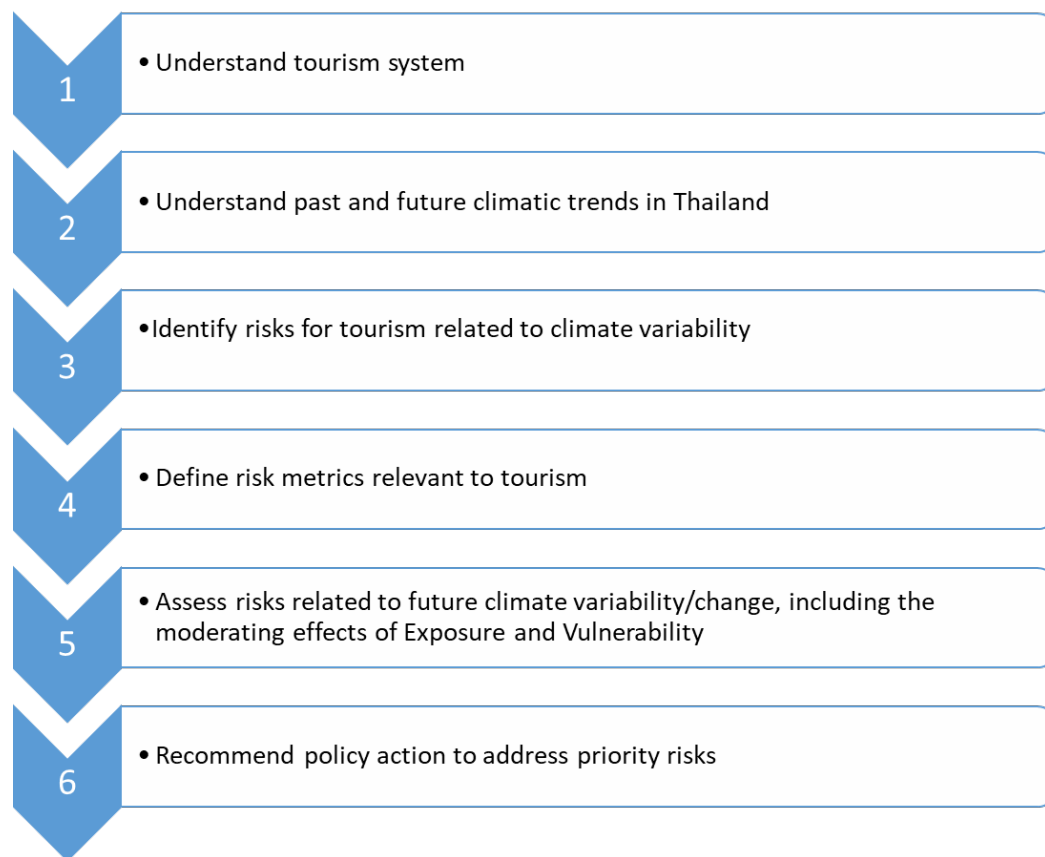 1
• Understand tourism system
2
• Understand past and future climatic trends in Thailand
3
•Identify risks for tourism related to climate variability
4
• Define risk metrics relevant to tourism
5
• Assess risks related to future climate variability/change, including the
moderating effects of Exposure and Vulnerability
6
• Recommend policy action to address priority risks